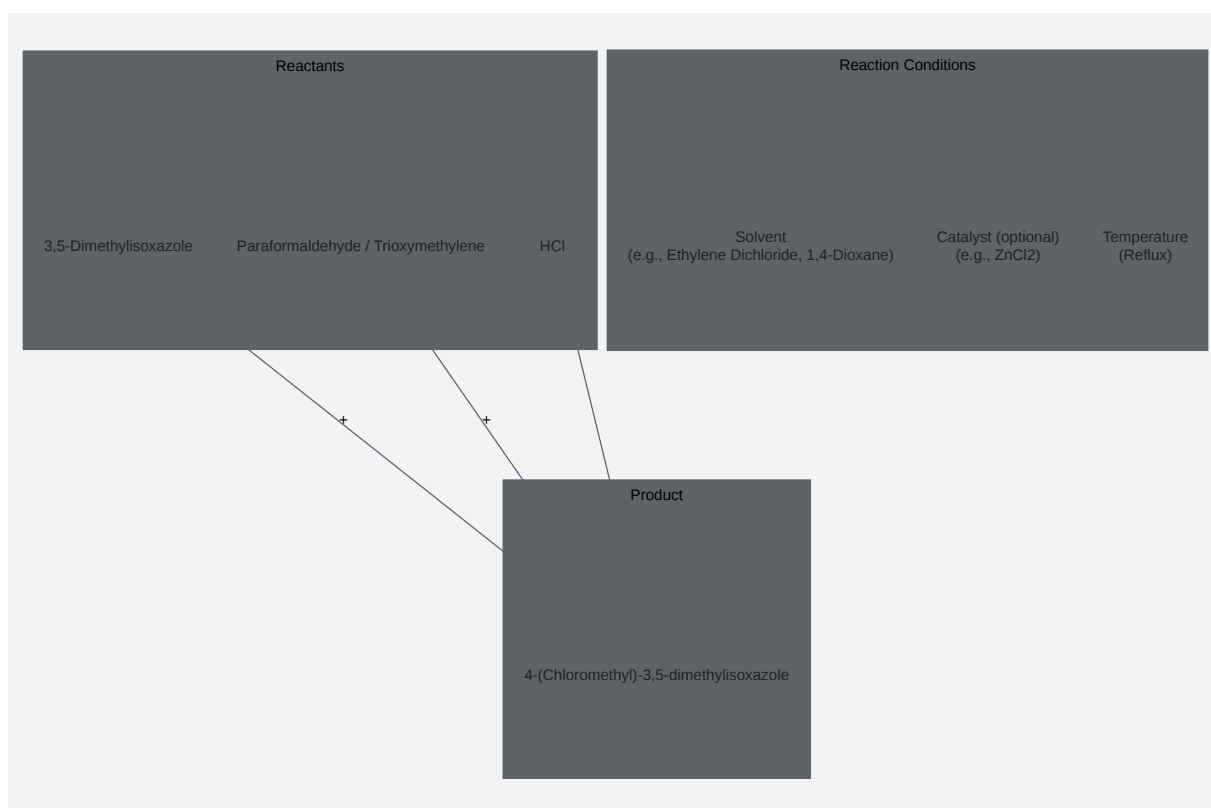 Reactants
Reaction Conditions
3,5-Dimethylisoxazole
Paraformaldehyde / Trioxymethylene
HCl
Solvent
(e.g., Ethylene Dichloride, 1,4-Dioxane)
Catalyst (optional)
(e.g., ZnCl2)
Temperature
(Reflux)
+
+
Product
4-(Chloromethyl)-3,5-dimethylisoxazole